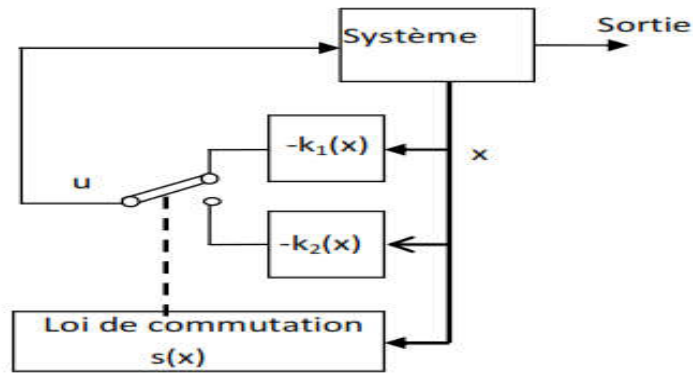 Système
Sortie
-k₁(x)
x
u
-k₂(x)
Loi de commutation
s(x)